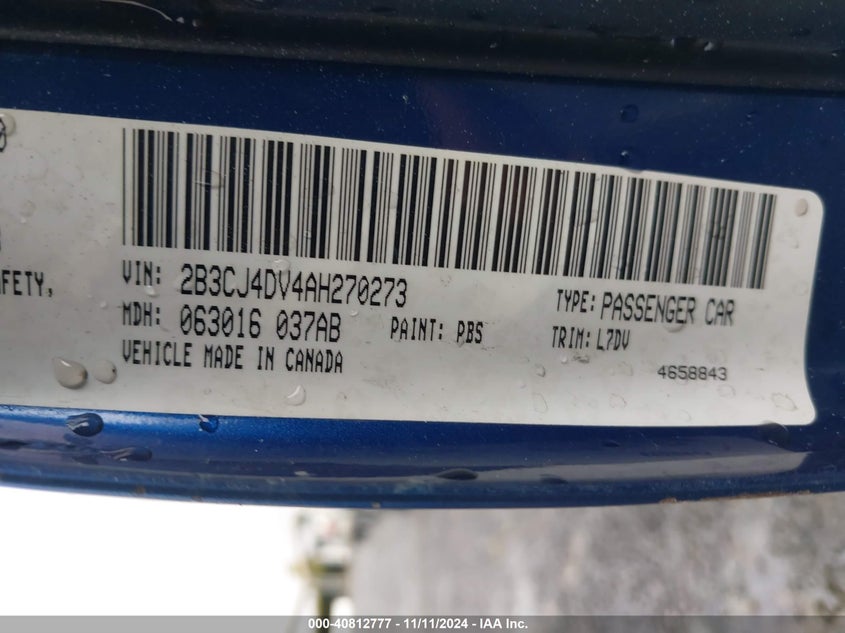 AFETY,
VIN: 2B3CJ4DV4AH270273
TYPE: PASSENGER CAR
MDH: 063016 037AB
PAINT: PBS
TRIM: L7DV
VEHICLE MADE IN CANADA
4658843
000-40812777 - 11/11/2024 - IAA Inc.